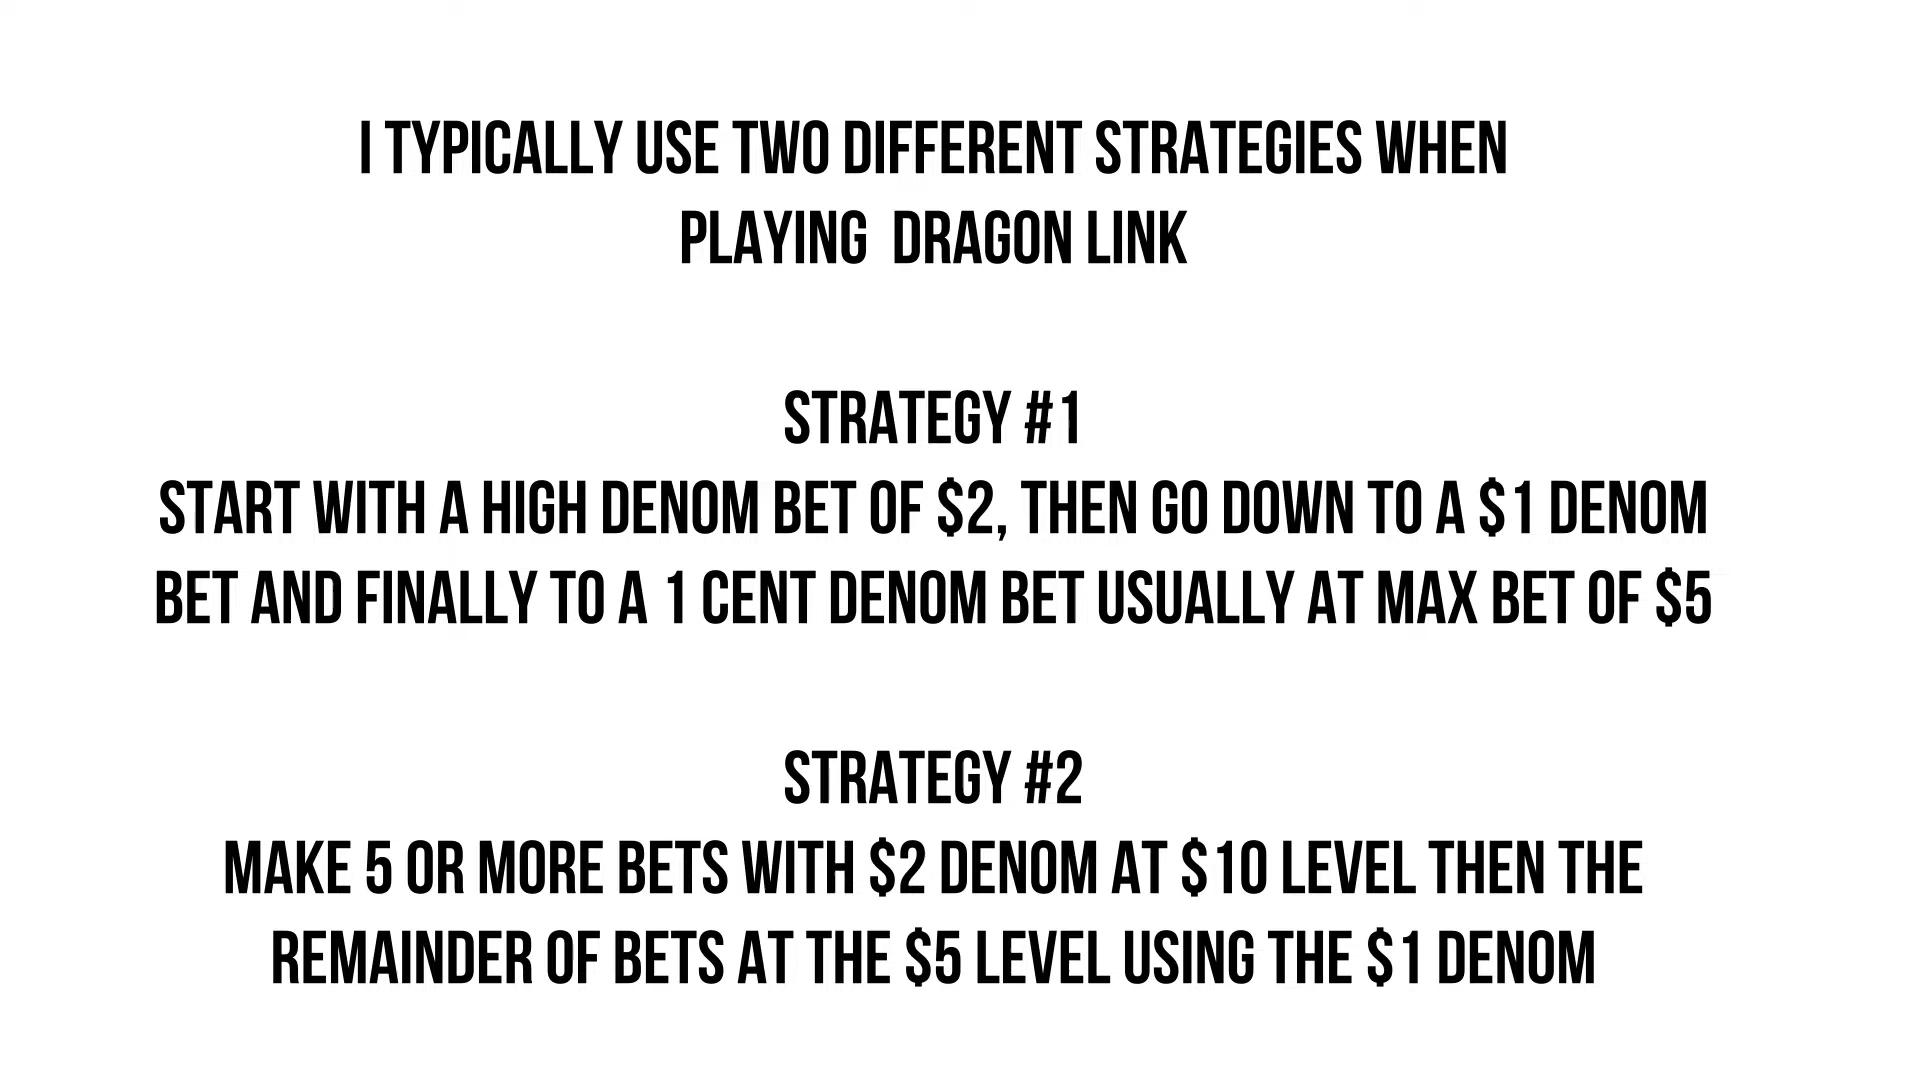 I TYPICALLY USE TWO DIFFERENT STRATEGIES WHEN
PLAYING DRAGON LINK
STRATEGY #1
START WITH A HIGH DENOM BET OF $2, THEN GO DOWN TO A $1 DENOM
BET AND FINALLY TO A 1 CENT DENOM BET USUALLY AT MAX BET OF $5
STRATEGY #2
MAKE 5 OR MORE BETS WITH $2 DENOM AT $10 LEVEL THEN THE
REMAINDER OF BETS AT THE $5 LEVEL USING THE $1 DENOM